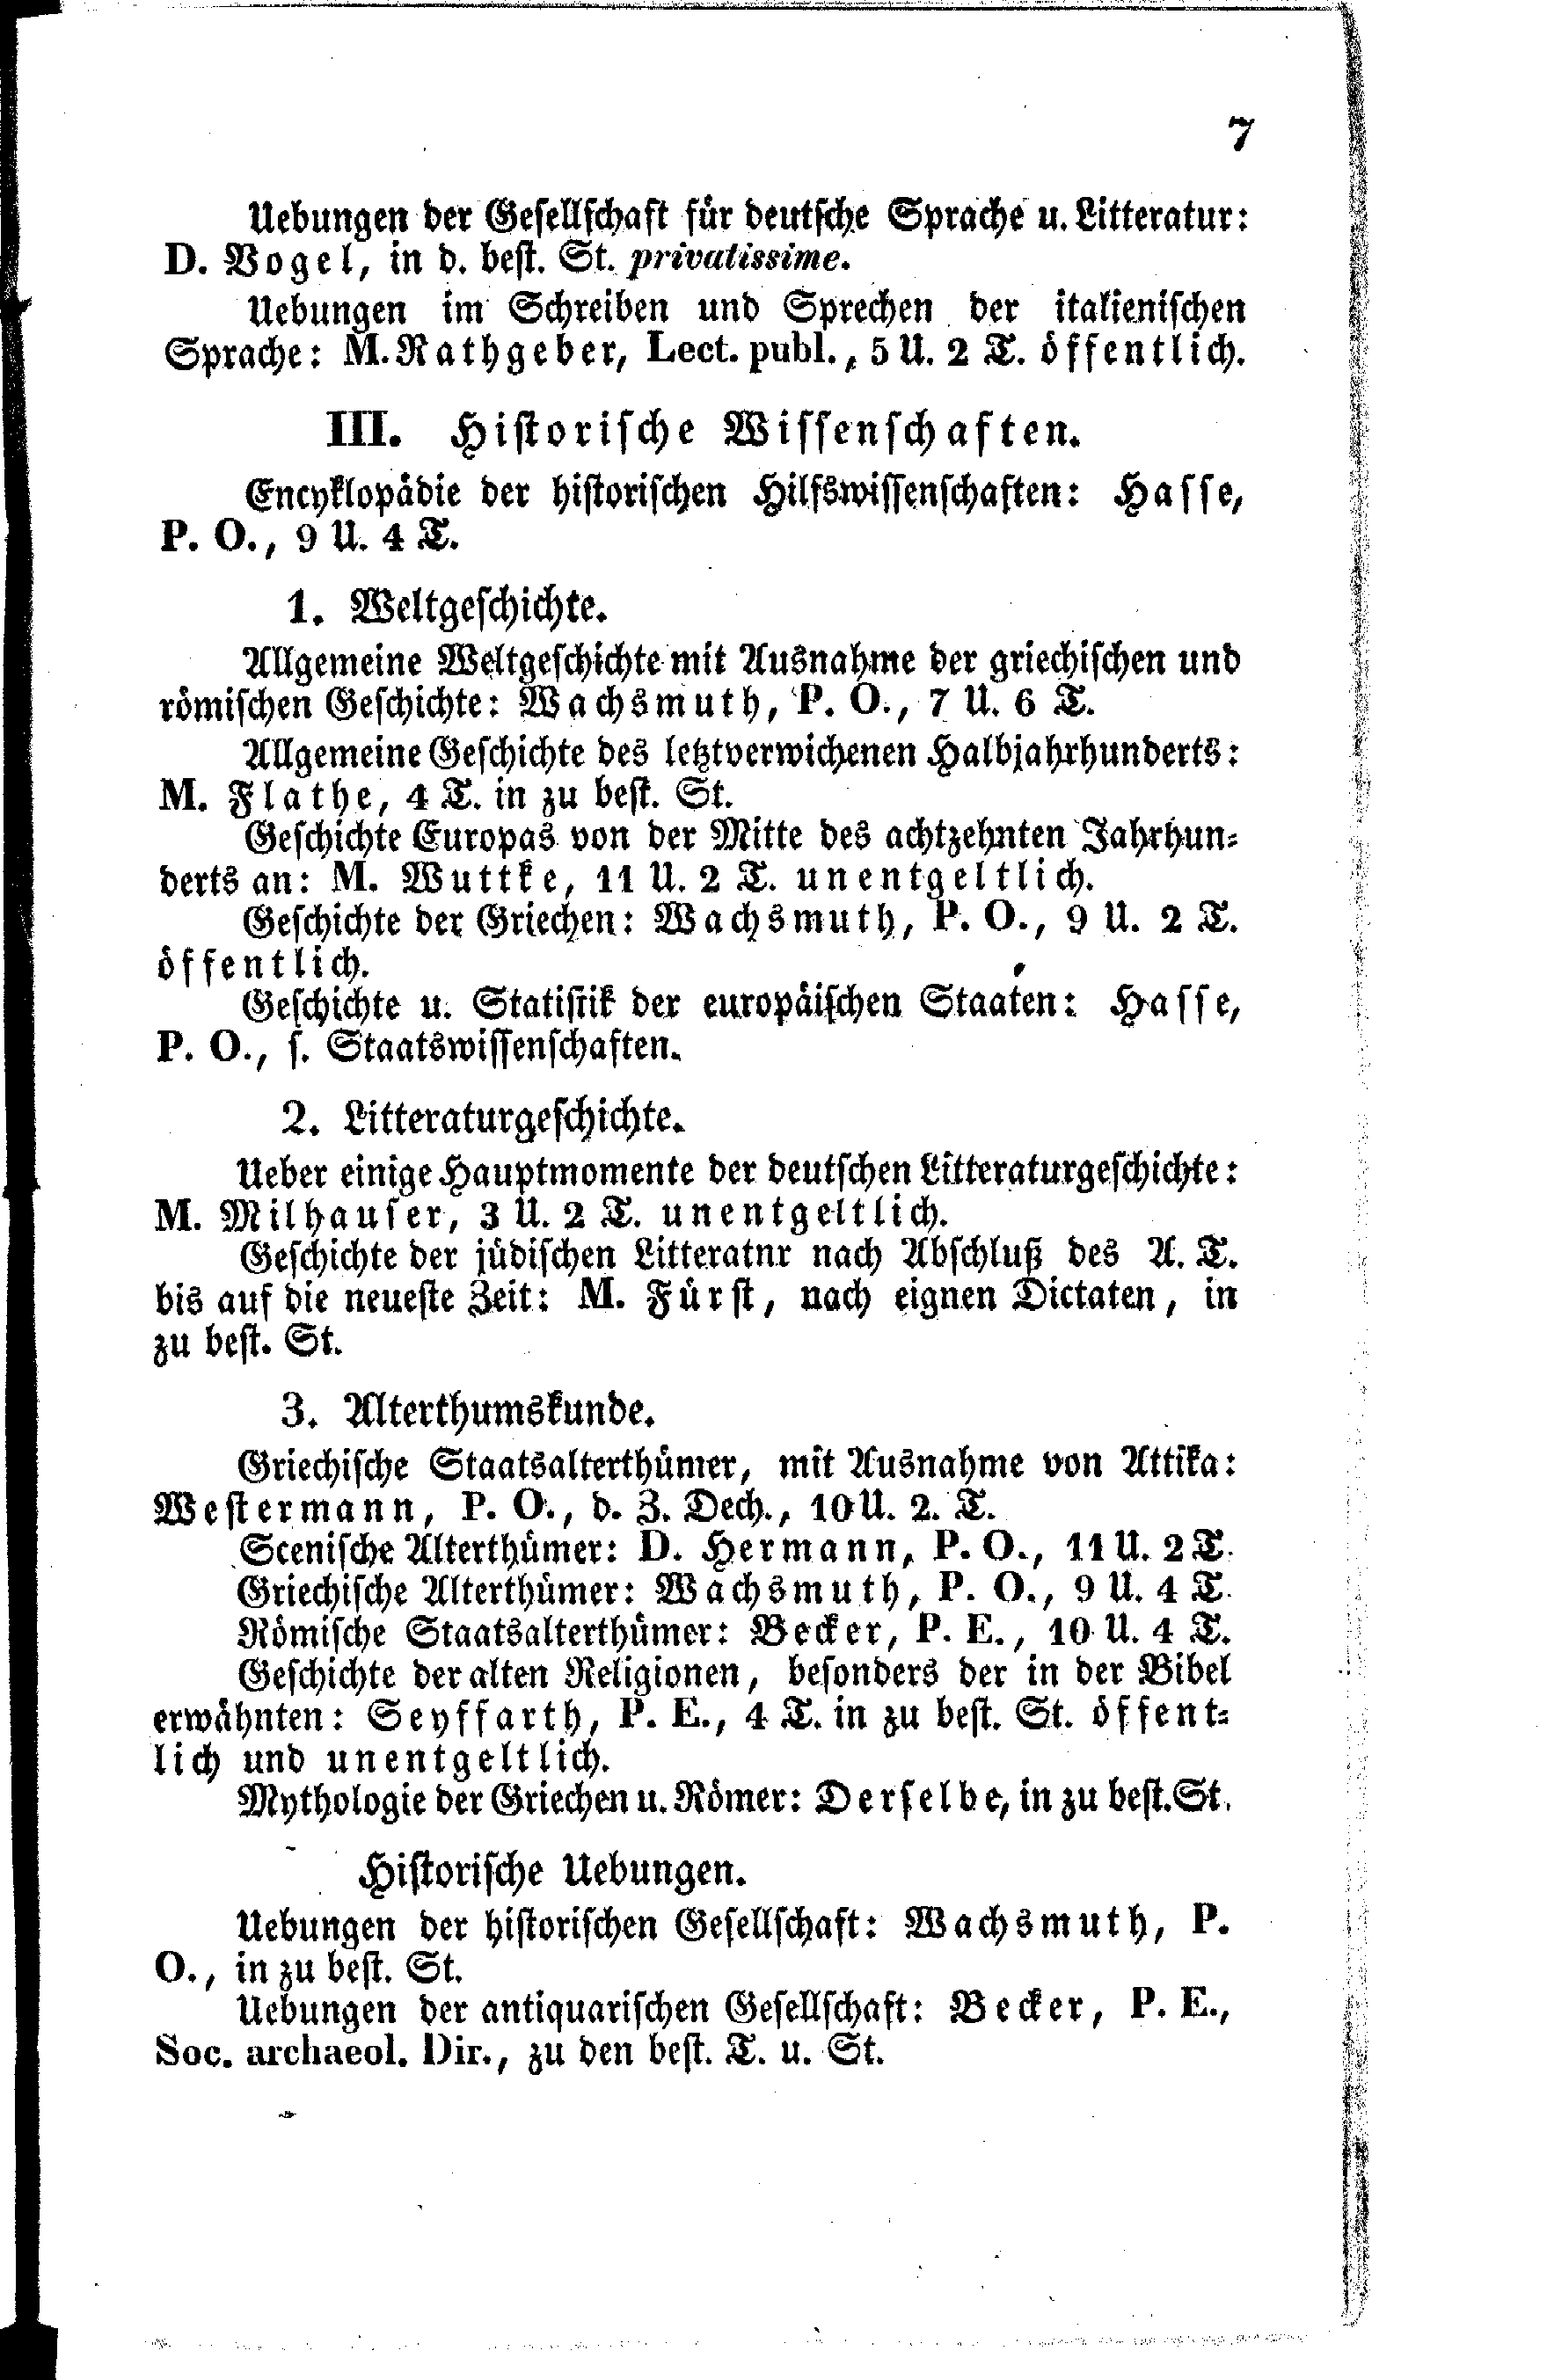 7
Uebungen der Gesellschaft für deutsche Sprache u. Litteratur:
D. Vogel, in d. best. St. privatissime.
Uebungen im Schreiben und Sprechen der italienischen
Sprache: M. Rathgeber, Lect. publ., 5 U. 2 T. öffentlich.
III. Historische Wissenschaften.
Encyklopädie der historischen Hilfswissenschaften: Hasse,
P. O., 9 U. 4 T.
1. Weltgeschichte.
Allgemeine Weltgeschichte mit Ausnahme der griechischen und
römischen Geschichte: Wachsmuth, P. O., 7 U. 6 T.
Allgemeine Geschichte des letztverwichenen Halbjahrhunderts:
M. Flathe, 4 T. in zu best. St.
Geschichte Europas von der Mitte des achtzehnten Jahrhun-
derts an: M. Wuttke, 11 U. 2 T. unentgeltlich.
Geschichte der Griechen: Wachsmuth, P. O., 9 U. 2 T.
öffentlich.
Geschichte u. Statistik der europäischen Staaten: Hasse,
P. O., s. Staatswissenschaften.
2. Litteraturgeschichte.
Ueber einige Hauptmomente der deutschen Litteraturgeschichte:
M. Milhauser, 3 U. 2 T. unentgeltlich.
Geschichte der jüdischen Litteratnr nach Abschluß des A. T.
bis auf die neueste Zeit: M. Fürst, nach eignen Dictaten, in
zu best. St.
3. Alterthumskunde.
Griechische Staatsalterthümer, mit Ausnahme von Attika:
Westermann, P. O., d. Z. Dech., 10 U. 2. T.
Scenische Alterthümer: D. Hermann, P. O., 11 U. 2 T.
Griechische Alterthümer: Wachsmuth, P. O., 9 U. 4 T.
Römische Staatsalterthümer: Becker, P. E., 10 U. 4 T.
Geschichte der alten Religionen, besonders der in der Bibel
erwähnten: Seyffarth, P. E., 4 T. in zu best. St. öffent-
lich und unentgeltlich.
Mythologie der Griechen u. Römer: Derselbe, in zu best. St.
Historische Uebungen.
Uebungen der historischen Gesellschaft: Wachsmuth, P.
O., in zu best. St.
Uebungen der antiquarischen Gesellschaft: Becker, P. E.,
Soc. archaeol. Dir., zu den best. T. u. St.